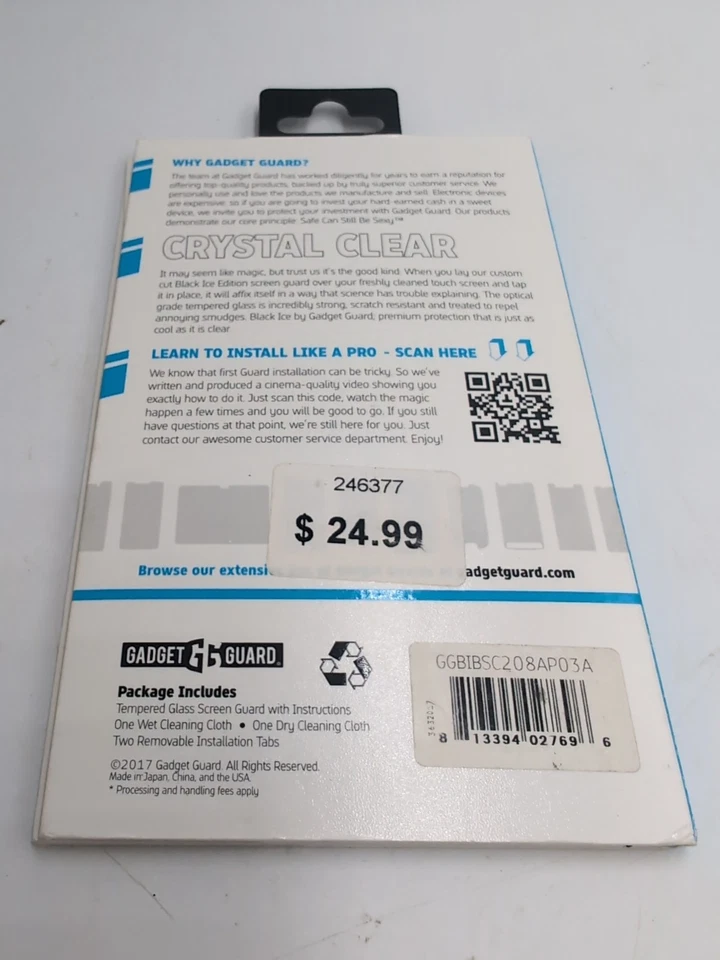 WHY GADGET GUARD?
The team at Gadget Guard has worked diligently for years to earn a reputation for
offering top-quality products, backed up by truly superior customer service. We
personally use and love the products we manufacture and sell. Electronic devices
are expensive, so if you are going to invest your hard-earned cash in a sweet
device, we invite you to protect your investment with Gadget Guard. Our products
demonstrate our core principle: Safe Can Still Be Sexy™
CRYSTAL CLEAR
It may seem like magic, but trust us it's the good kind. When you lay our custom
cut Black Ice Edition screen guard over your freshly cleaned touch screen and tap
it in place, it will affix itself in a way that science has trouble explaining. The optical
grade tempered glass is incredibly strong, scratch resistant and treated to repel
annoying smudges. Black Ice by Gadget Guard; premium protection that is just as
cool as it is clear
LEARN TO INSTALL LIKE A PRO - SCAN HERE
We know that first Guard installation can be tricky. So we've
written and produced a cinema-quality video showing you
exactly how to do it. Just scan this code, watch the magic
happen a few times and you will be good to go. If you still
have questions at that point, we're still here for you. Just
contact our awesome customer service department. Enjoy!
246377
$ 24.99
Browse our adgetguard.com
GADGET GG GUARD
Package Includes
Tempered Glass Screen Guard with Instructions
One Wet Cleaning Cloth • One Dry Cleaning Cloth
Two Removable Installation Tabs
©2017 Gadget Guard. All Rights Reserved.
Made in Japan, China, and the USA.
* Processing and handling fees apply
GGBIBSC208AP03A
3632017
8 13394 02769 6